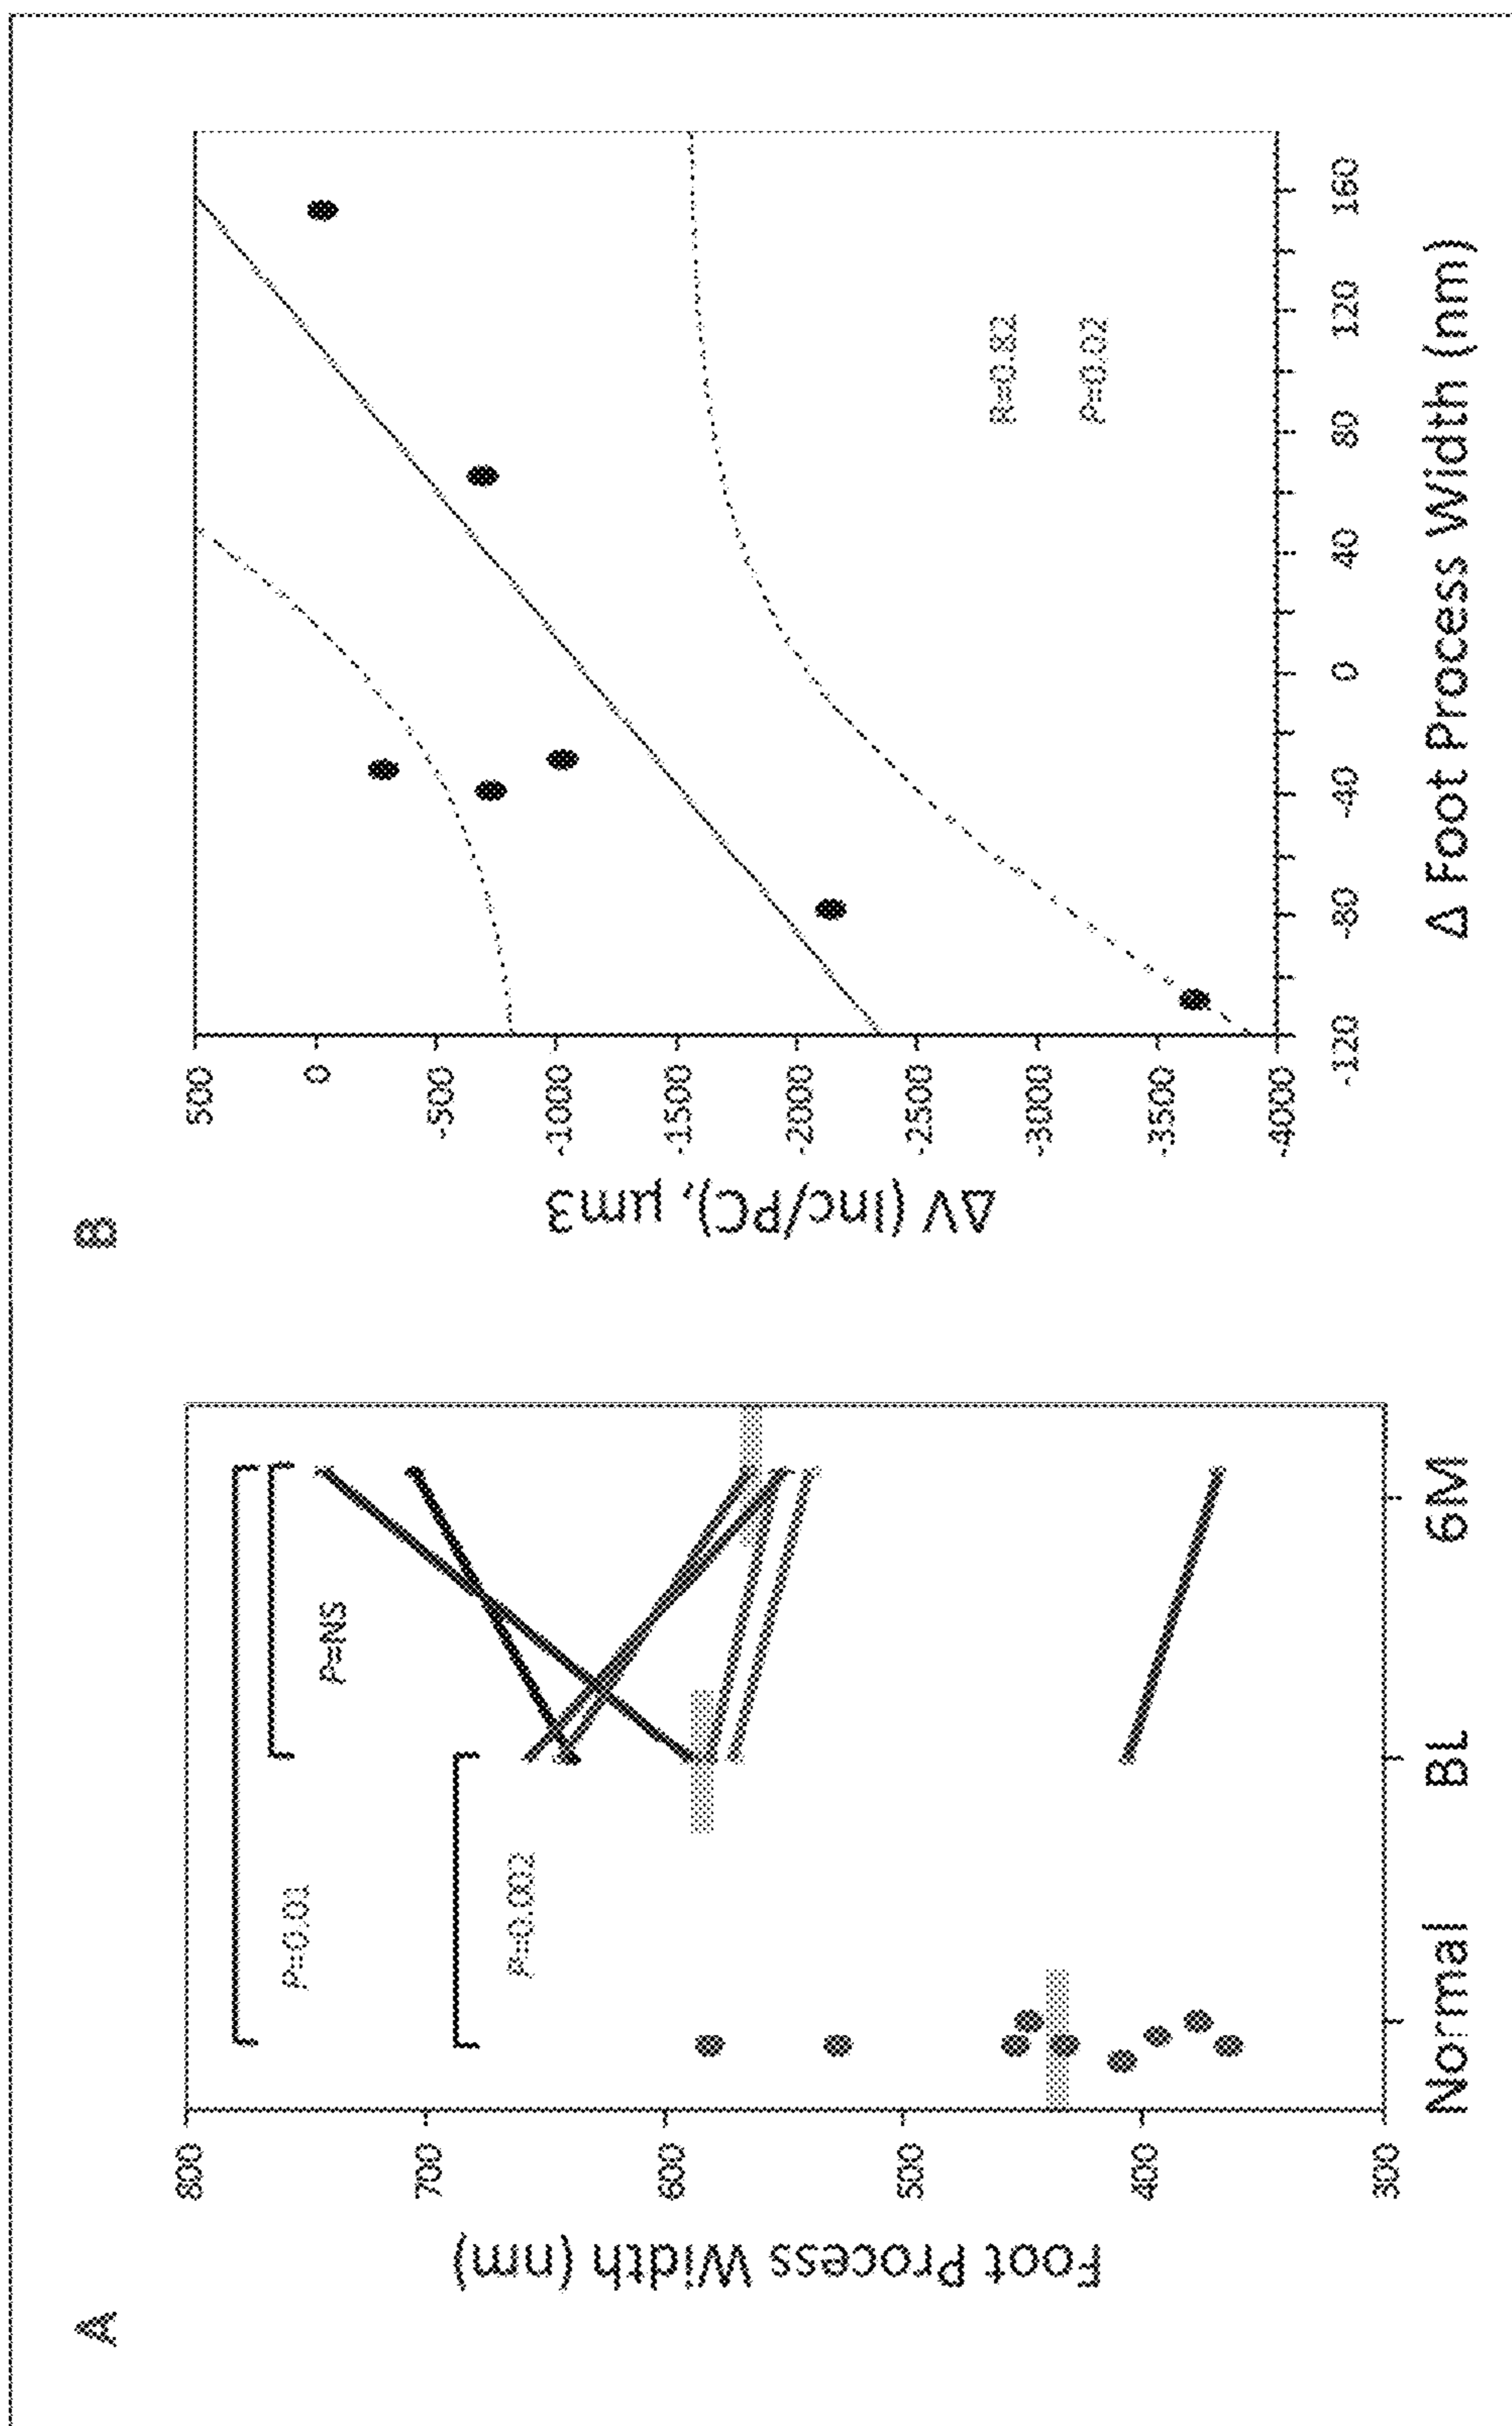 A
Foot Process Width (nm)
800
700
600
500
400
300
P=0.01
P=NS
P=0.002
Normal
BL
6M
B
ΔV (inc/PC), µm3
500
0
-500
-1000
-1500
-2000
-2500
-3000
-3500
-4000
R=0.82
P=0.02
-120
-80
-40
0
40
80
120
160
Δ Foot Process Width (nm)